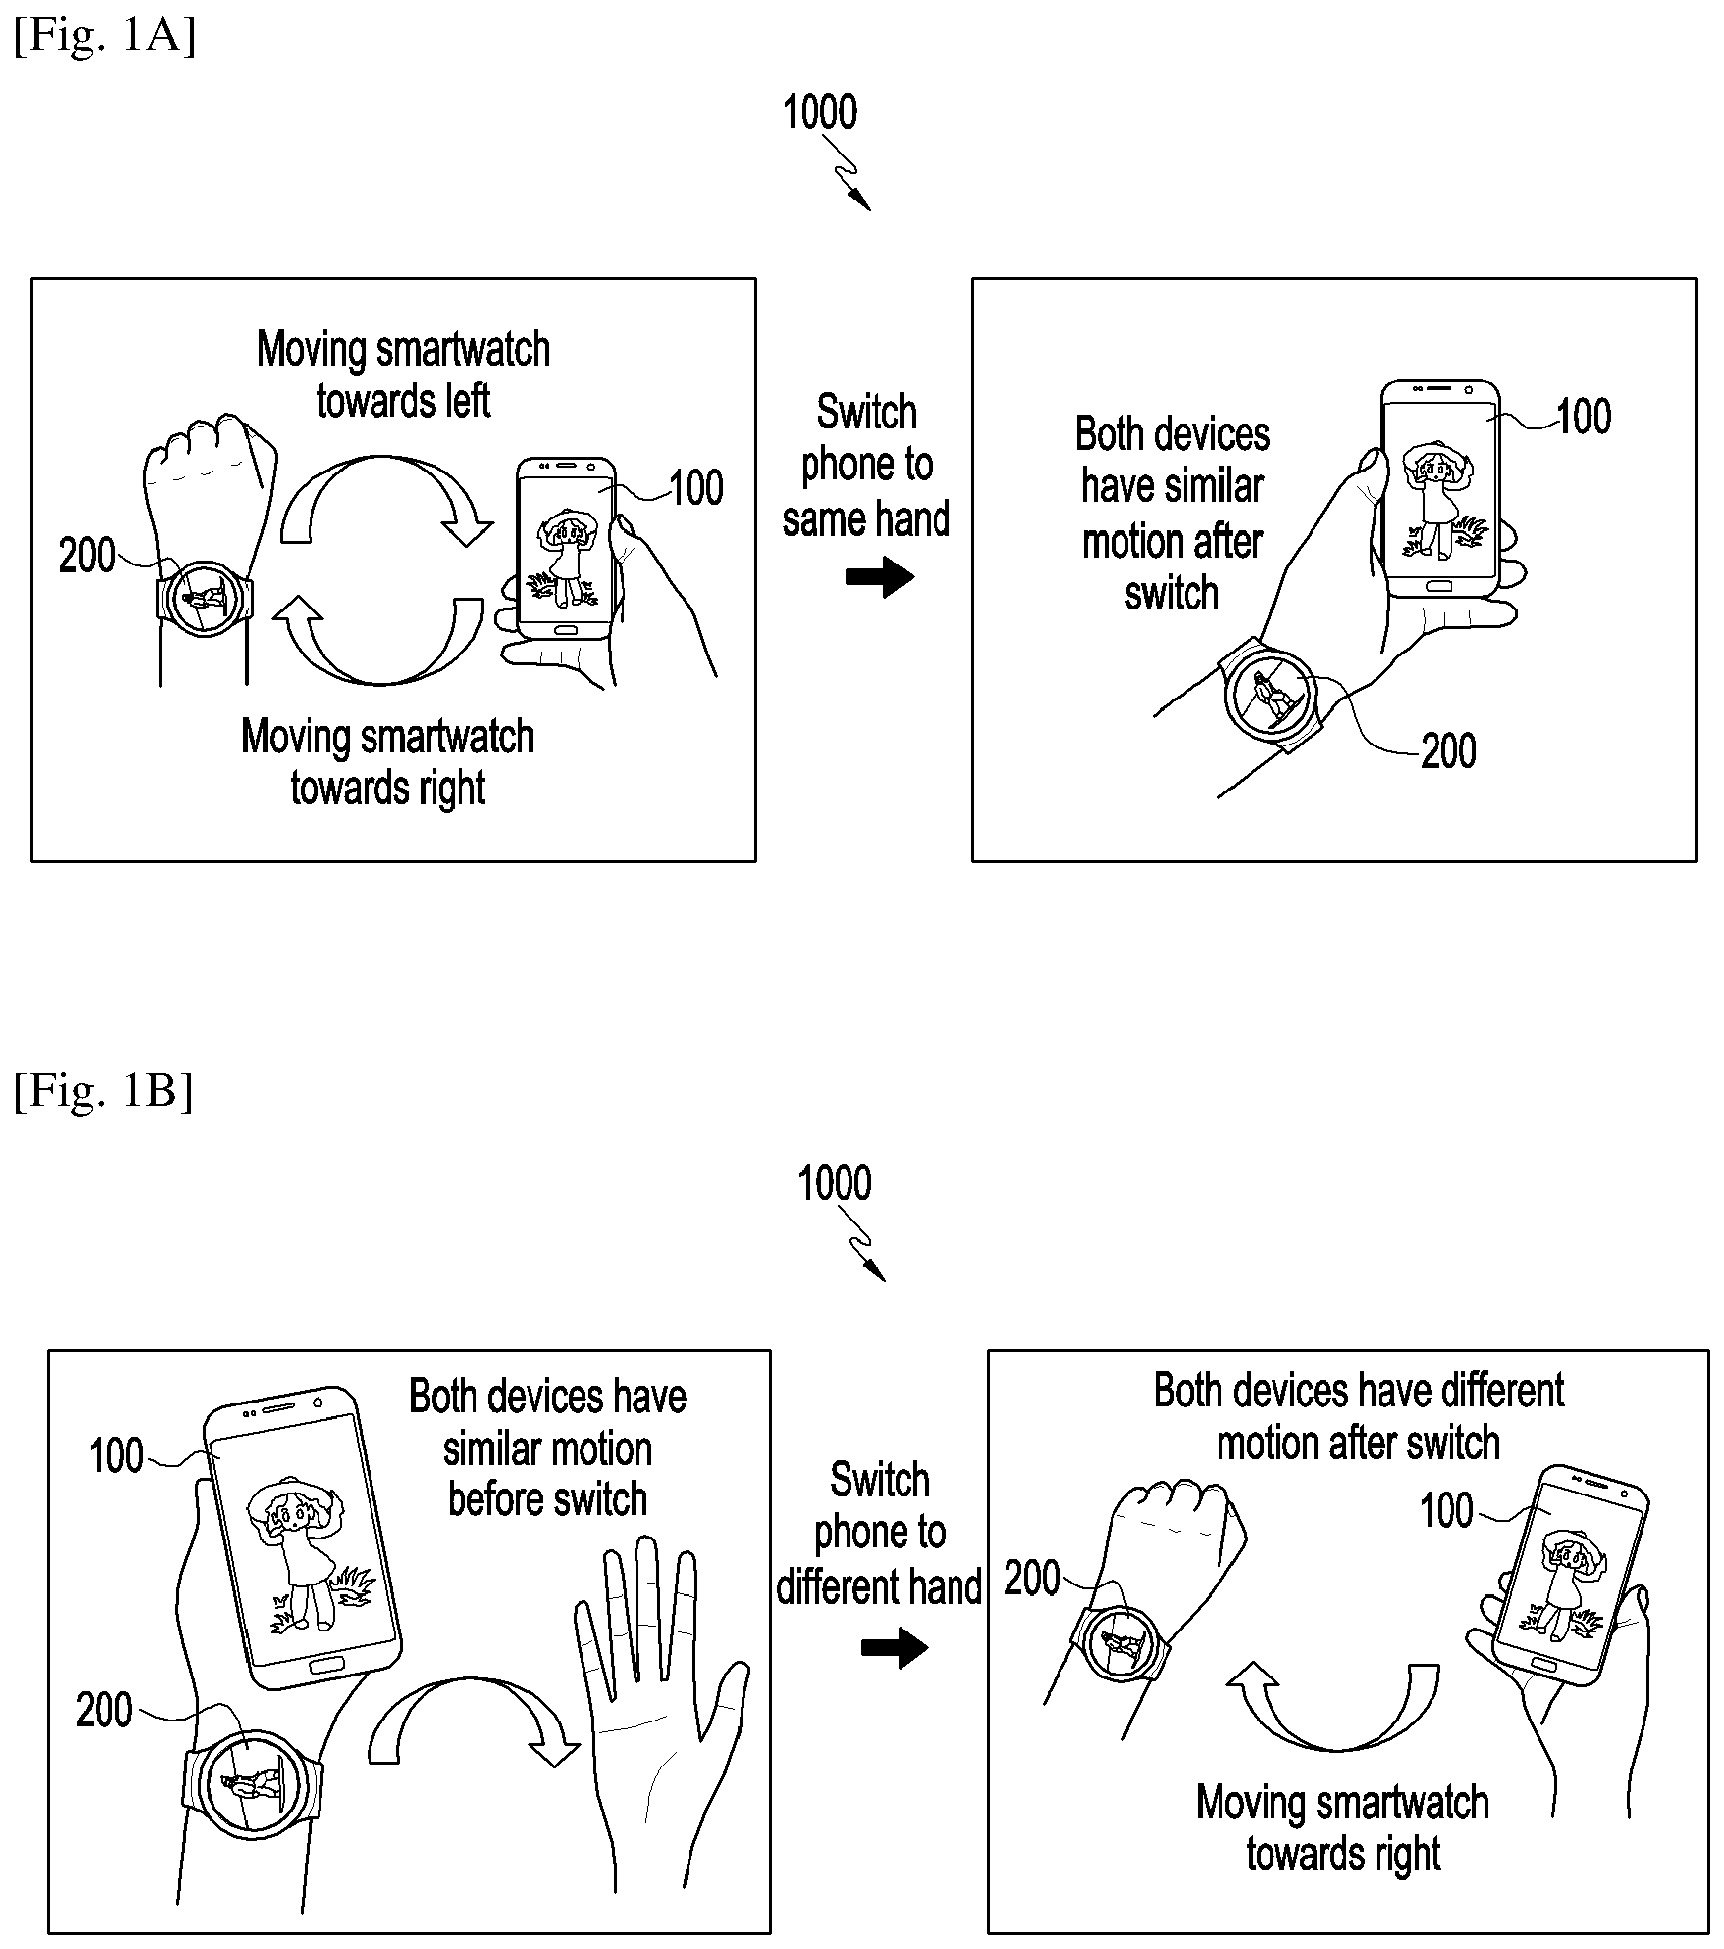 [Fig. 1A]
1000
Moving smartwatch
towards left
200
100
Moving smartwatch
towards right
Switch
phone to
same hand
Both devices
have similar
motion after
switch
100
200
[Fig. 1B]
1000
100
Both devices have
similar motion
before switch
200
Switch
phone to
different hand
Both devices have different
motion after switch
100
200
Moving smartwatch
towards right